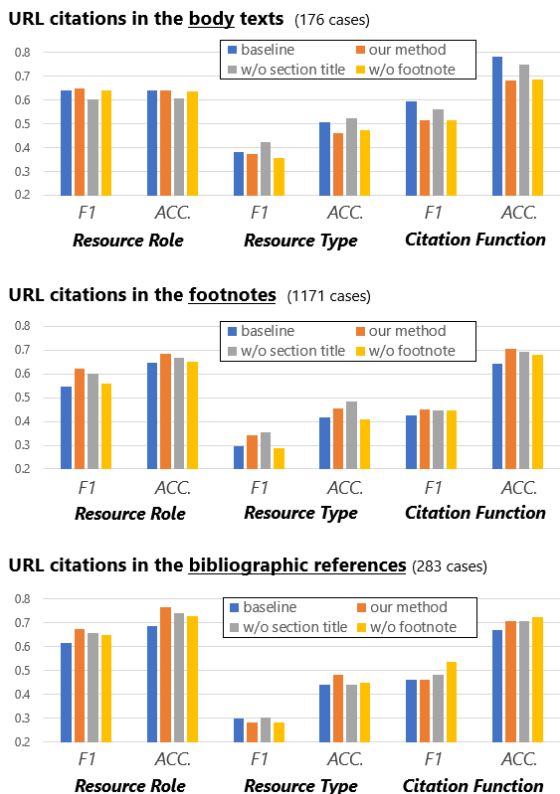 URL citations in the body texts (176 cases)
baseline our method
w/o section title w/o footnote
0.8
0.7
0.6
0.5
0.4
0.3
0.2
F1 ACC. F1 ACC. F1 ACC.
Resource Role Resource Type Citation Function
URL citations in the footnotes (1171 cases)
baseline our method
w/o section title w/o footnote
0.8
0.7
0.6
0.5
0.4
0.3
0.2
F1 ACC. F1 ACC. F1 ACC.
Resource Role Resource Type Citation Function
URL citations in the bibliographic references (283 cases)
baseline our method
w/o section title w/o footnote
0.8
0.7
0.6
0.5
0.4
0.3
0.2
F1 ACC. F1 ACC. F1 ACC.
Resource Role Resource Type Citation Function